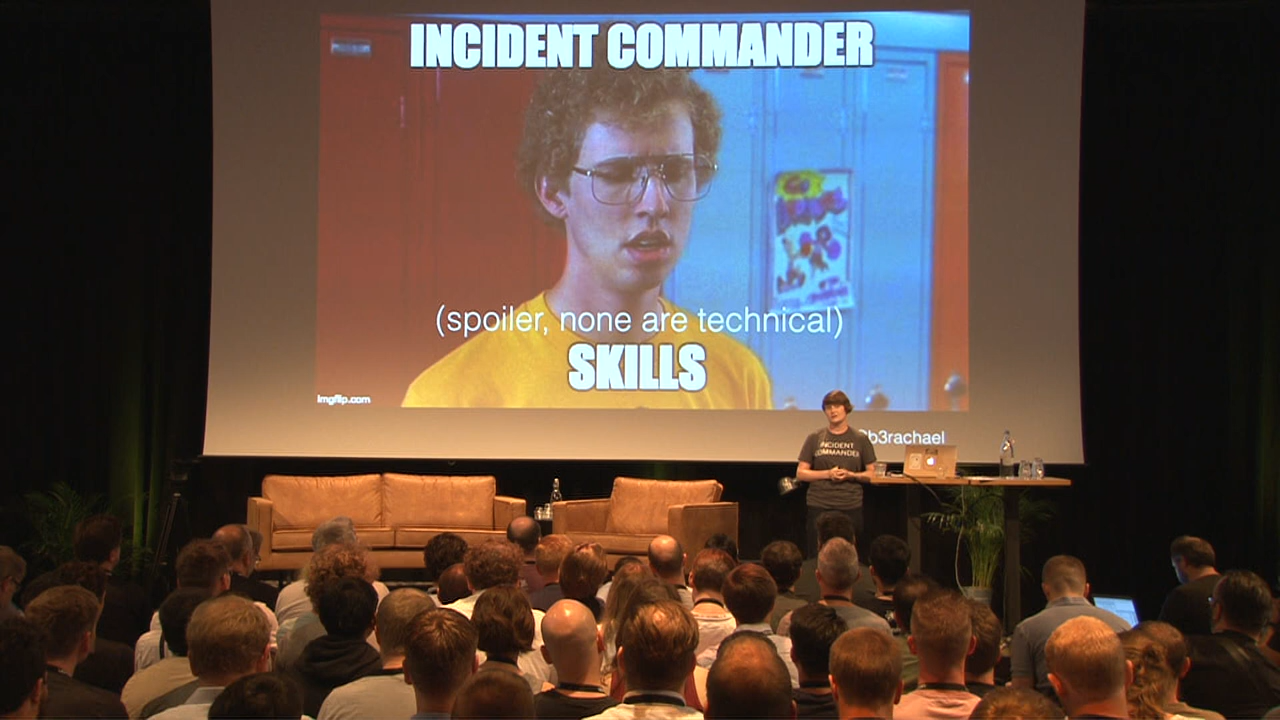 INCIDENT COMMANDER
(spoiler, none are technical)
SKILLS
imgflip.com
b3rachael
INCIDENT
COMMANDER